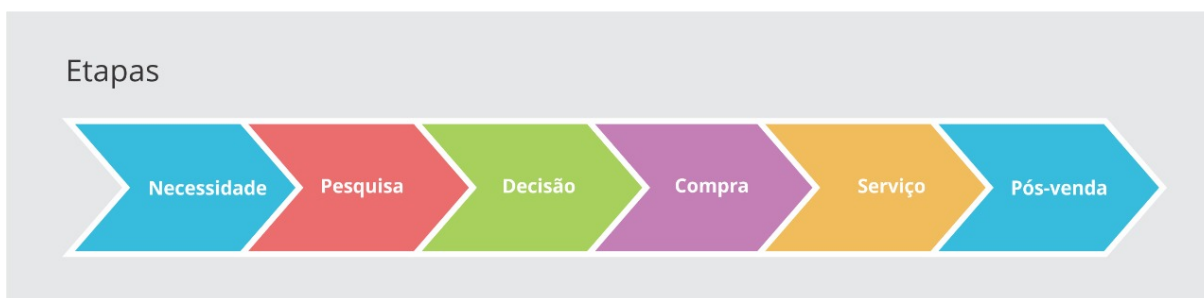 Etapas
Necessidade
Pesquisa
Decisão
Compra
Serviço
Pós-venda